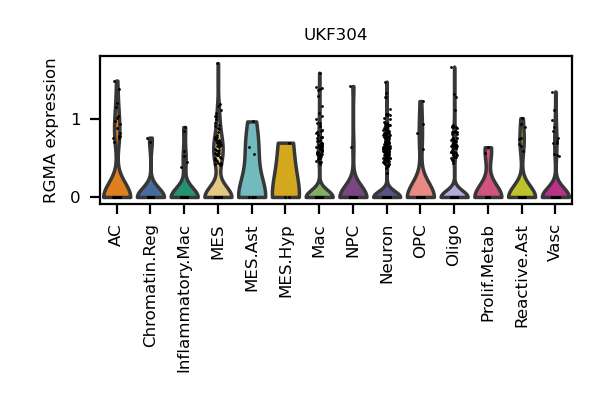 UKF304
RGMA expression
1
0
AC
Chromatin.Reg
Inflammatory.Mac
MES
MES.Ast
MES.Hyp
Mac
NPC
Neuron
OPC
Oligo
Prolif.Metab
Reactive.Ast
Vasc